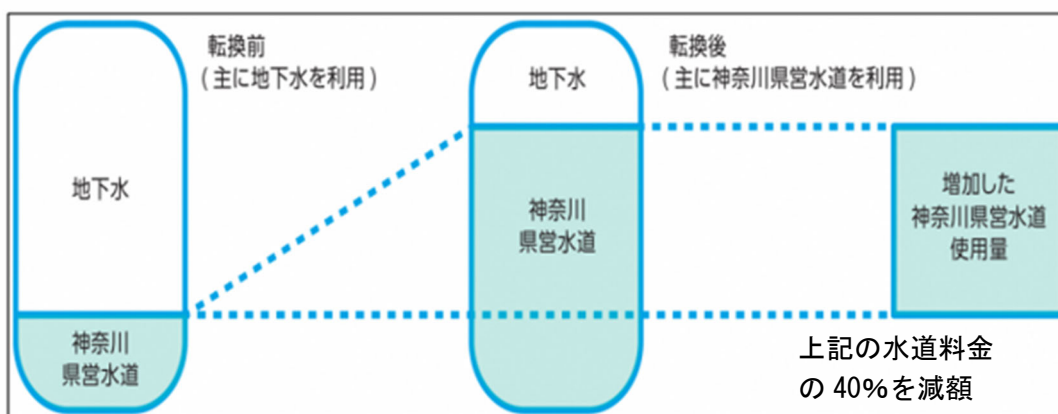 転換前
(主に地下水を利用)
地下水
神奈川
県営水道
転換後
(主に神奈川県営水道を利用)
地下水
神奈川
県営水道
増加した
神奈川県営水道
使用量
上記の水道料金
の 40%を減額